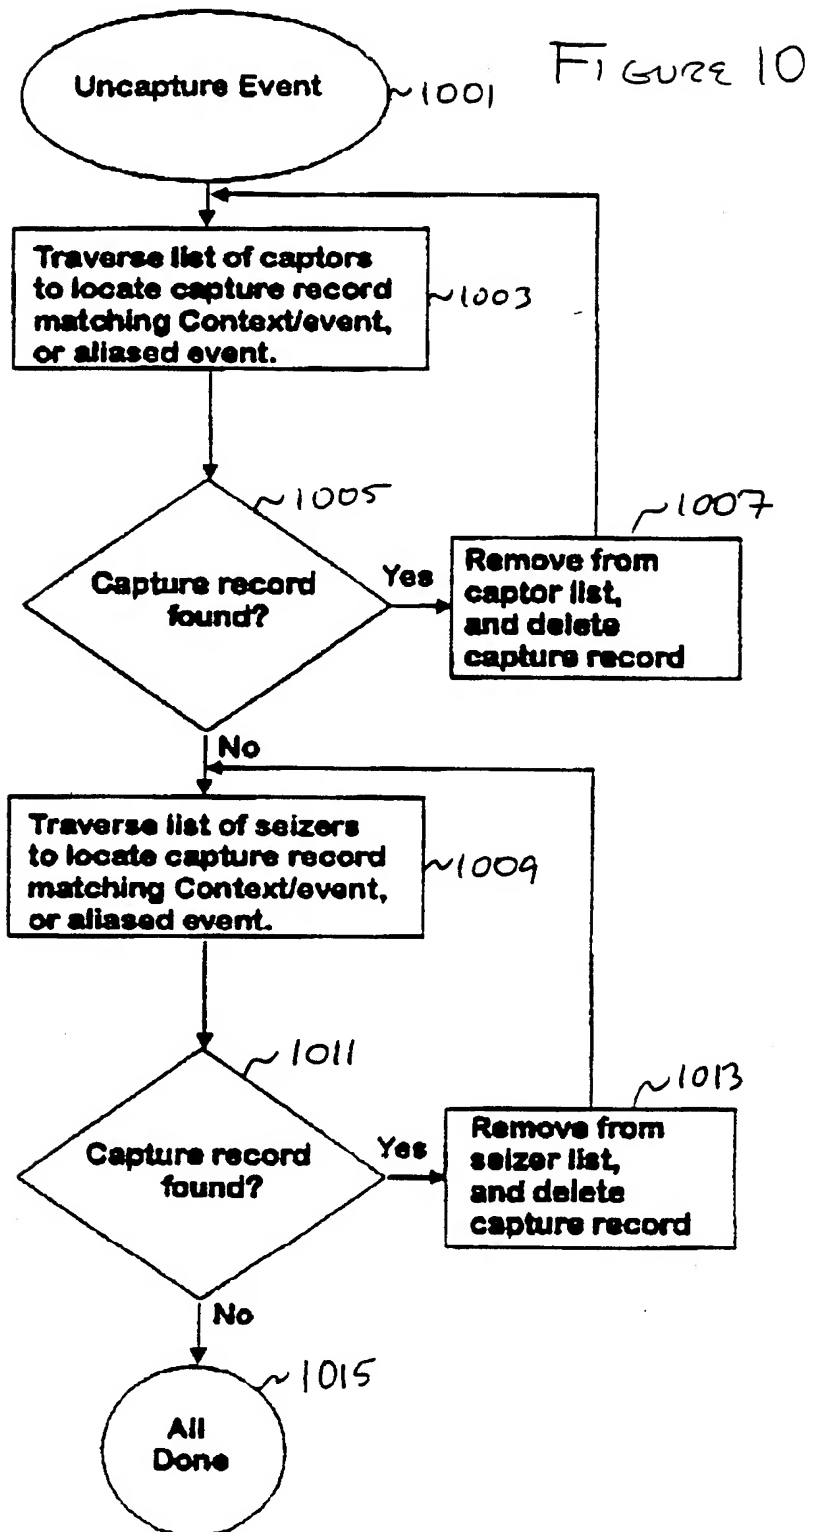 FIGURE 10
Uncapture Event
1001
Traverse list of captors
to locate capture record
matching Context/event,
or aliased event.
1003
1005
Capture record
found?
Yes
1007
Remove from
captor list,
and delete
capture record
No
Traverse list of seizers
to locate capture record
matching Context/event,
or aliased event.
1009
1011
Capture record
found?
Yes
1013
Remove from
seizer list,
and delete
capture record
No
1015
All
Done